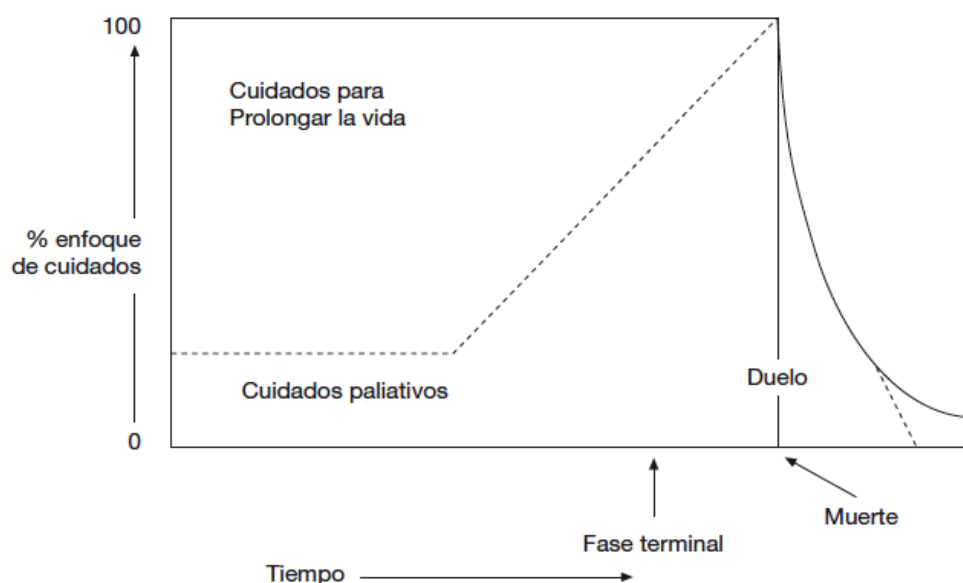 100
Cuidados para
Prolongar la vida
% enfoque
de cuidados
Cuidados paliativos
Duelo
0
Muerte
Fase terminal
Tiempo